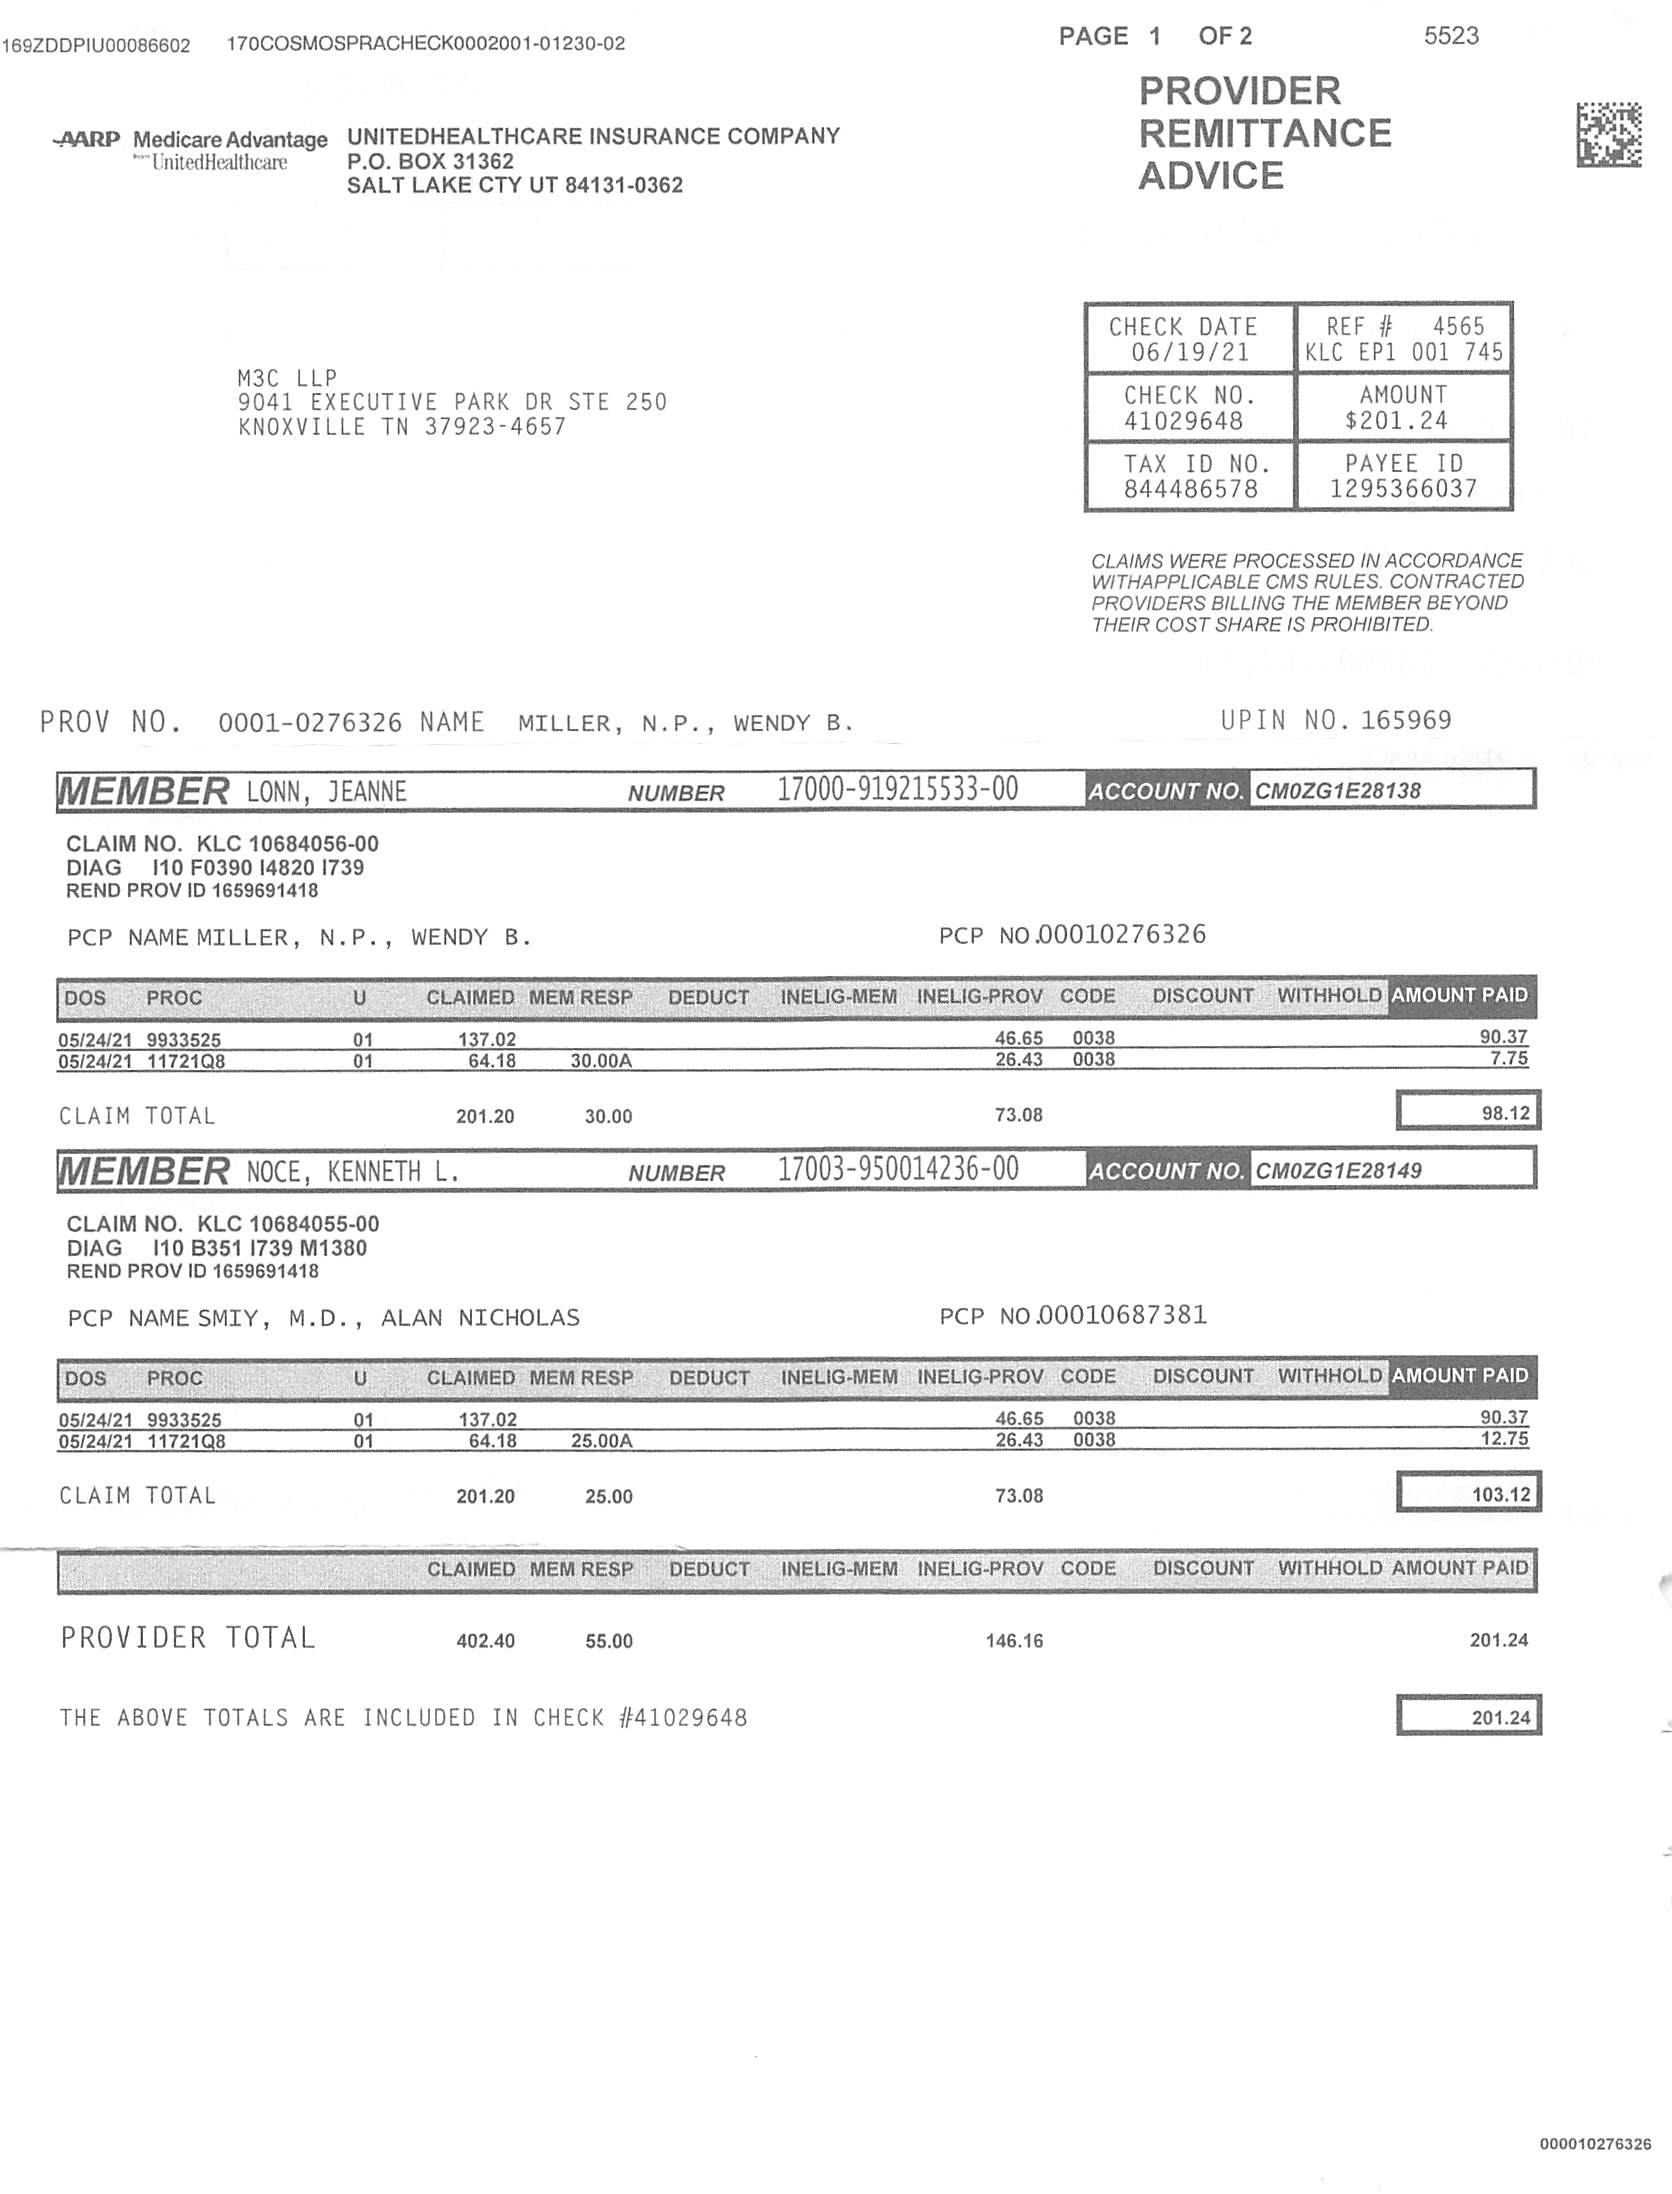 169ZDDPIU00086602 170COSMOSPRACHECK0002001-01230-02
PAGE 1 OF 2 5523
PROVIDER
REMITTANCE
ADVICE
AARP Medicare Advantage
from UnitedHealthcare
UNITEDHEALTHCARE INSURANCE COMPANY
P.O. BOX 31362
SALT LAKE CTY UT 84131-0362
CHECK DATE REF # 4565
06/19/21 KLC EP1 001 745
CHECK NO. AMOUNT
41029648 $201.24
TAX ID NO. PAYEE ID
844486578 1295366037
M3C LLP
9041 EXECUTIVE PARK DR STE 250
KNOXVILLE TN 37923-4657
CLAIMS WERE PROCESSED IN ACCORDANCE
WITHAPPLICABLE CMS RULES. CONTRACTED
PROVIDERS BILLING THE MEMBER BEYOND
THEIR COST SHARE IS PROHIBITED.
PROV NO. 0001-0276326 NAME MILLER, N.P., WENDY B. UPIN NO. 165969
MEMBER LONN, JEANNE NUMBER 17000-919215533-00 ACCOUNT NO. CM0ZG1E28138
CLAIM NO. KLC 10684056-00
DIAG I10 F0390 I4820 I739
REND PROV ID 1659691418
PCP NAME MILLER, N.P., WENDY B. PCP NO.00010276326
DOS PROC U CLAIMED MEM RESP DEDUCT INELIG-MEM INELIG-PROV CODE DISCOUNT WITHHOLD AMOUNT PAID
05/24/21 9933525 01 137.02 46.65 0038 90.37
05/24/21 11721Q8 01 64.18 30.00A 26.43 0038 7.75
CLAIM TOTAL 201.20 30.00 73.08 98.12
MEMBER NOCE, KENNETH L. NUMBER 17003-950014236-00 ACCOUNT NO. CM0ZG1E28149
CLAIM NO. KLC 10684055-00
DIAG I10 B351 I739 M1380
REND PROV ID 1659691418
PCP NAME SMIY, M.D., ALAN NICHOLAS PCP NO.00010687381
DOS PROC U CLAIMED MEM RESP DEDUCT INELIG-MEM INELIG-PROV CODE DISCOUNT WITHHOLD AMOUNT PAID
05/24/21 9933525 01 137.02 46.65 0038 90.37
05/24/21 11721Q8 01 64.18 25.00A 26.43 0038 12.75
CLAIM TOTAL 201.20 25.00 73.08 103.12
CLAIMED MEM RESP DEDUCT INELIG-MEM INELIG-PROV CODE DISCOUNT WITHHOLD AMOUNT PAID
PROVIDER TOTAL 402.40 55.00 146.16 201.24
THE ABOVE TOTALS ARE INCLUDED IN CHECK #41029648 201.24
000010276326